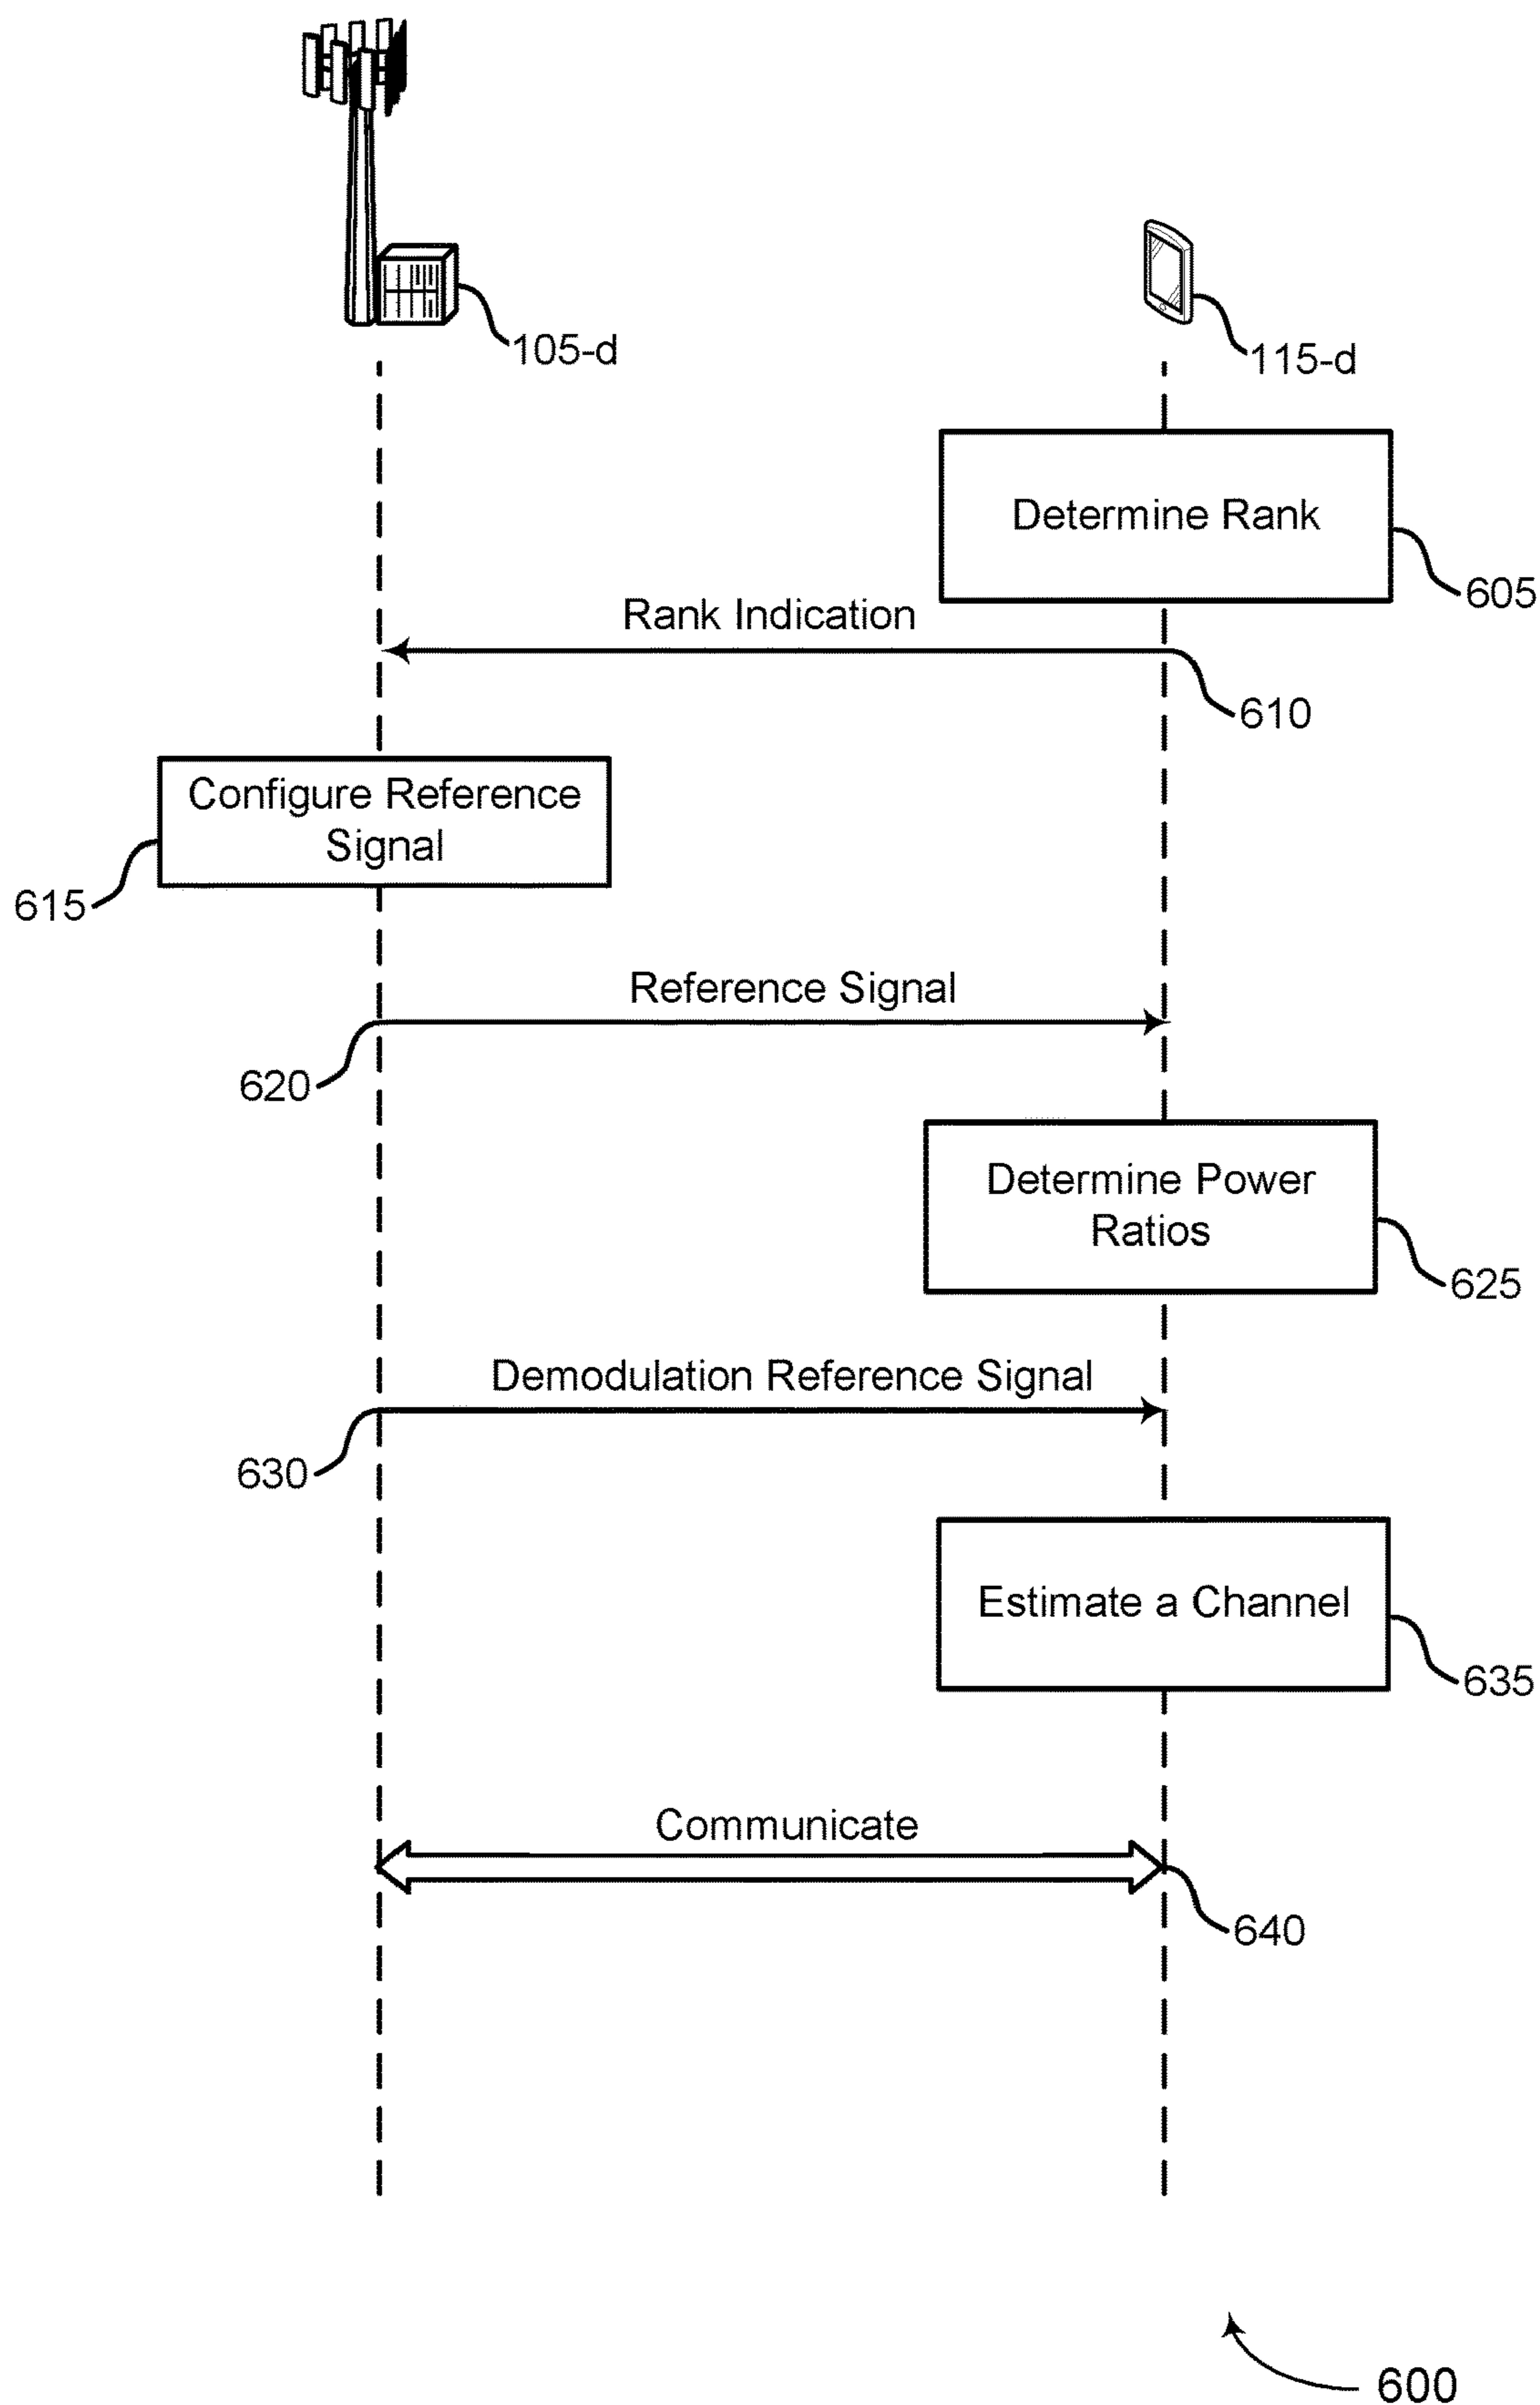 105-d
115-d
Determine Rank
605
Rank Indication
610
Configure Reference
Signal
615
Reference Signal
620
Determine Power
Ratios
625
Demodulation Reference Signal
630
Estimate a Channel
635
Communicate
640
600